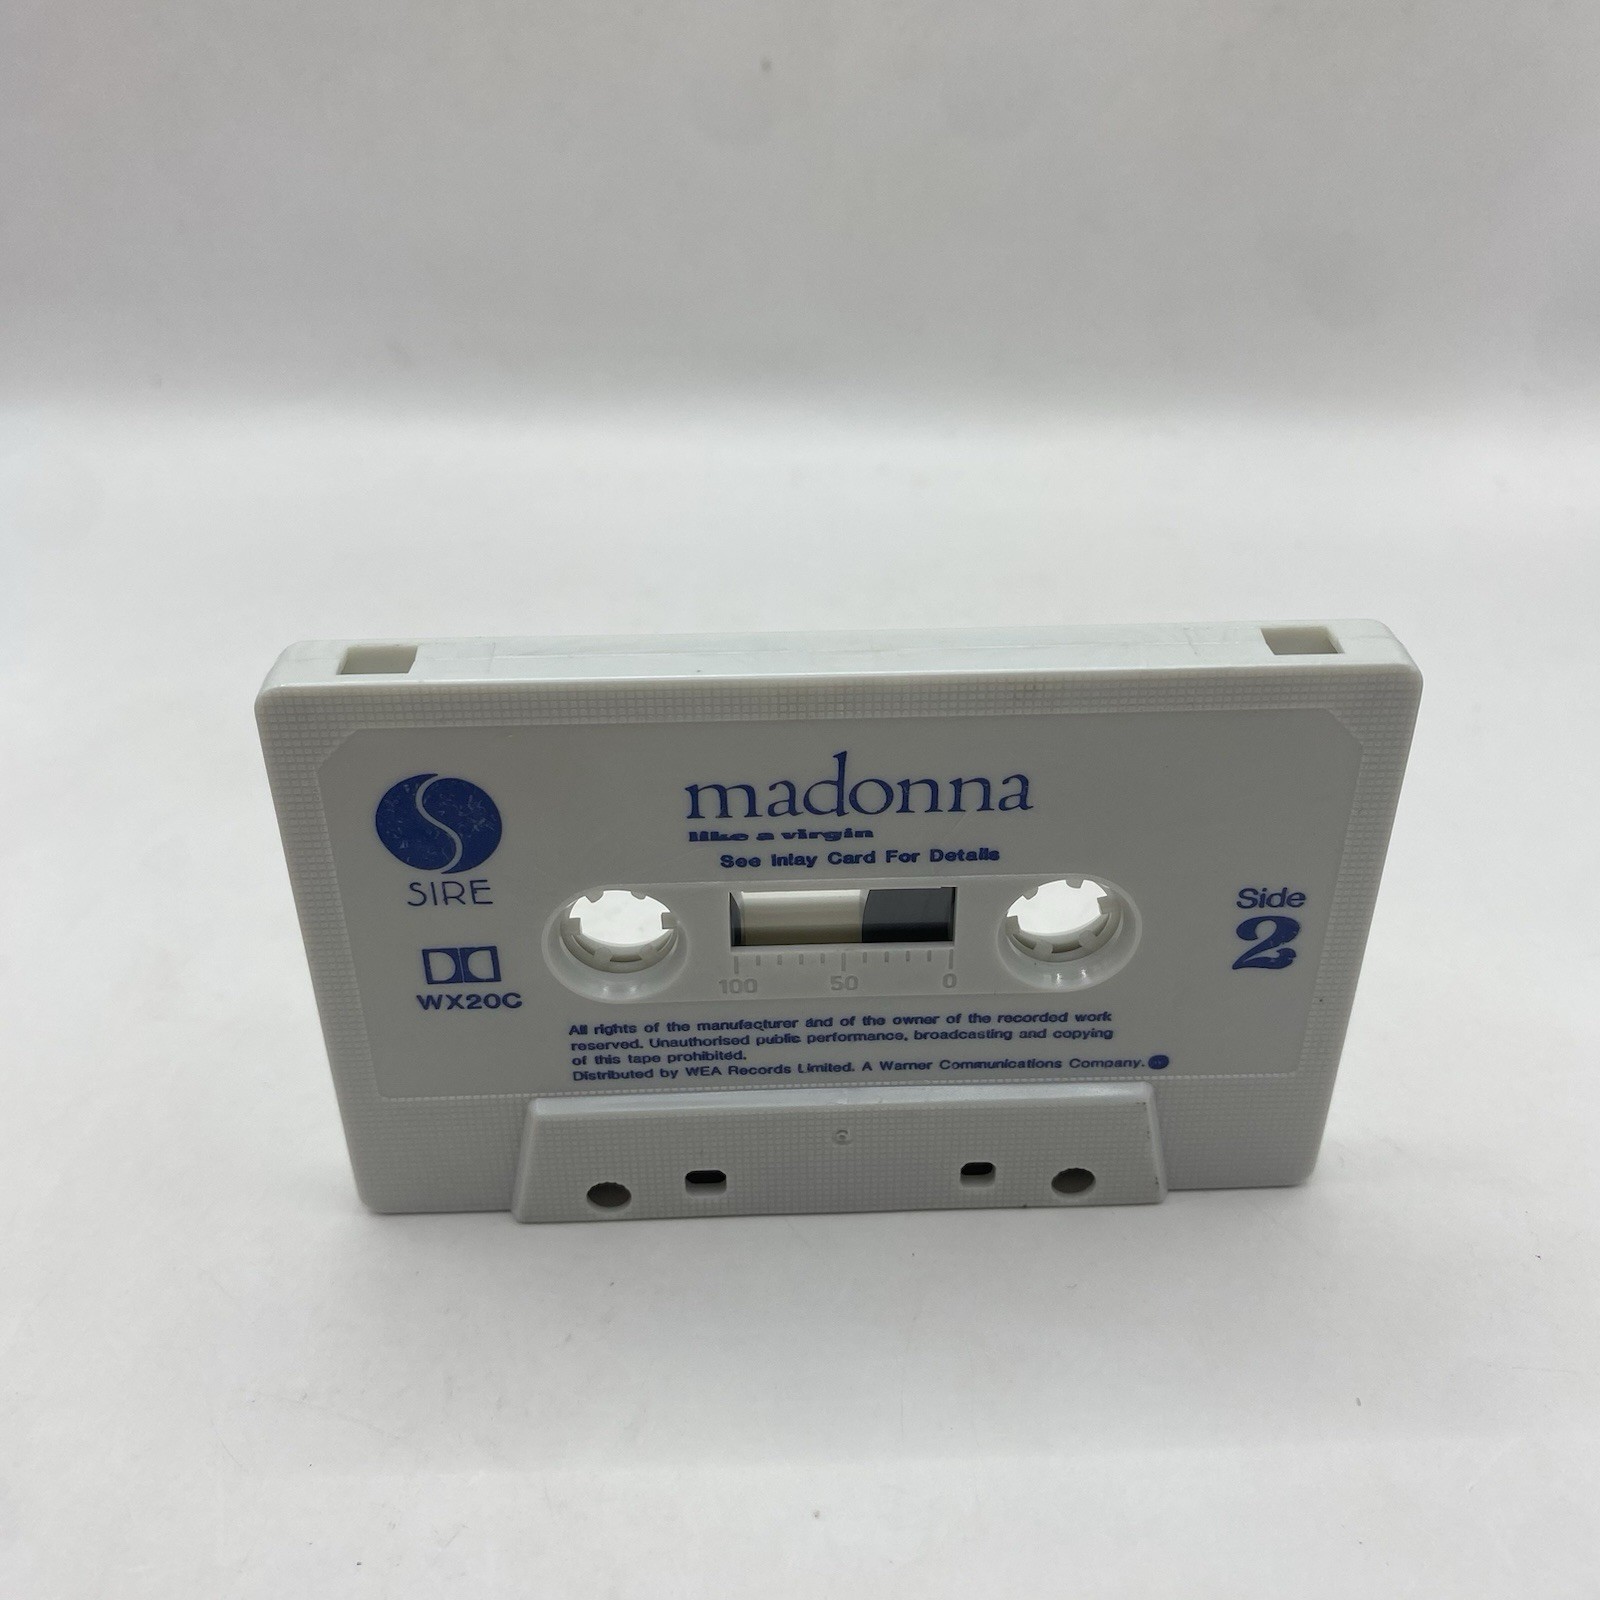 madonna
like a virgin
See Inlay Card For Details
SIRE
Side
2
WX20C
100 50 0
All rights of the manufacturer and of the owner of the recorded work
reserved. Unauthorised public performance, broadcasting and copying
of this tape prohibited.
Distributed by WEA Records Limited. A Warner Communications Company.